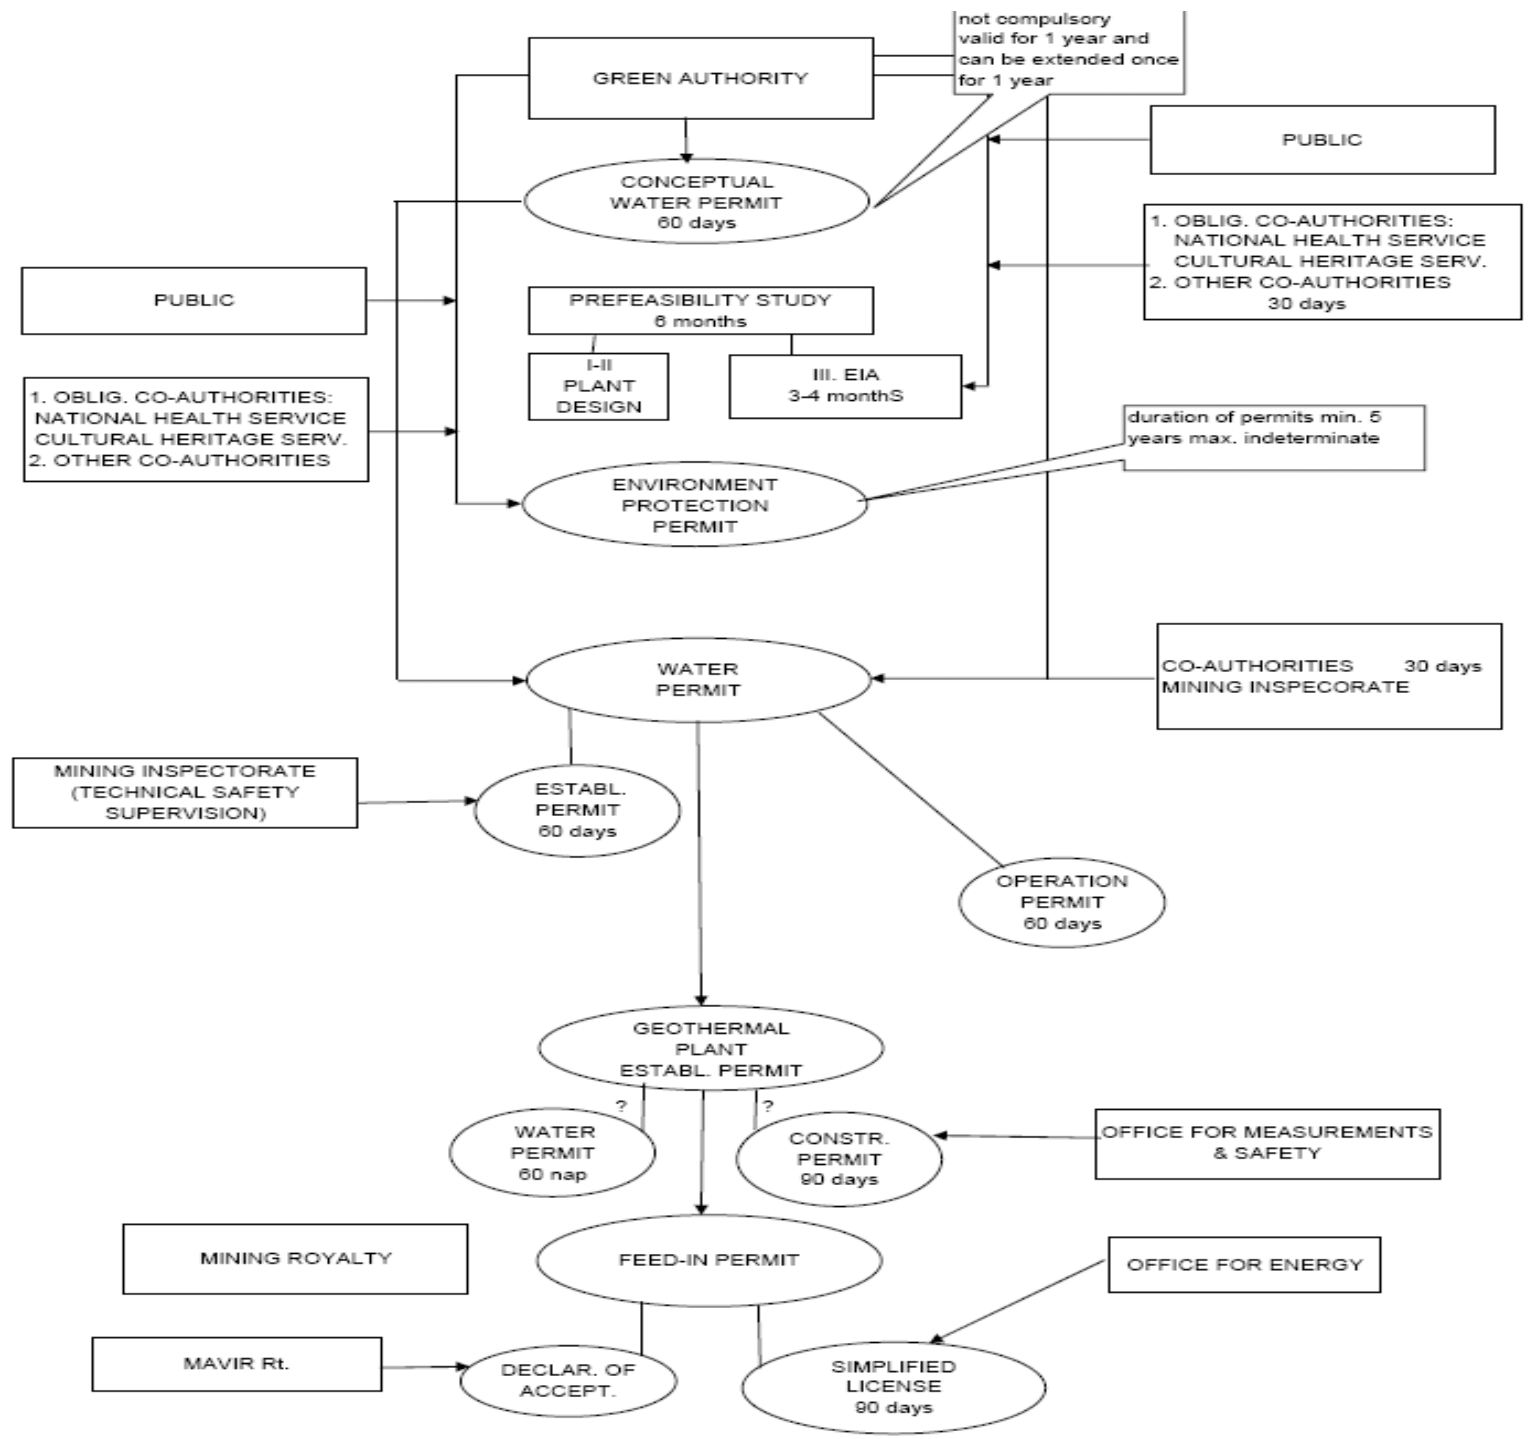 not compulsory
valid for 1 year and
can be extended once
for 1 year
GREEN AUTHORITY
PUBLIC
CONCEPTUAL
WATER PERMIT
60 days
1. OBLIG. CO-AUTHORITIES:
NATIONAL HEALTH SERVICE
CULTURAL HERITAGE SERV.
2. OTHER CO-AUTHORITIES
30 days
PUBLIC
PREFEASIBILITY STUDY
6 months
I-II
PLANT
DESIGN
III. EIA
3-4 monthS
1. OBLIG. CO-AUTHORITIES:
NATIONAL HEALTH SERVICE
CULTURAL HERITAGE SERV.
2. OTHER CO-AUTHORITIES
duration of permits min. 5
years max. indeterminate
ENVIRONMENT
PROTECTION
PERMIT
WATER
PERMIT
CO-AUTHORITIES 30 days
MINING INSPECORATE
MINING INSPECTORATE
(TECHNICAL SAFETY
SUPERVISION)
ESTABL.
PERMIT
60 days
OPERATION
PERMIT
60 days
GEOTHERMAL
PLANT
ESTABL. PERMIT
? ?
WATER
PERMIT
60 nap
CONSTR.
PERMIT
90 days
OFFICE FOR MEASUREMENTS
& SAFETY
MINING ROYALTY
FEED-IN PERMIT
OFFICE FOR ENERGY
MAVIR Rt.
DECLAR. OF
ACCEPT.
SIMPLIFIED
LICENSE
90 days